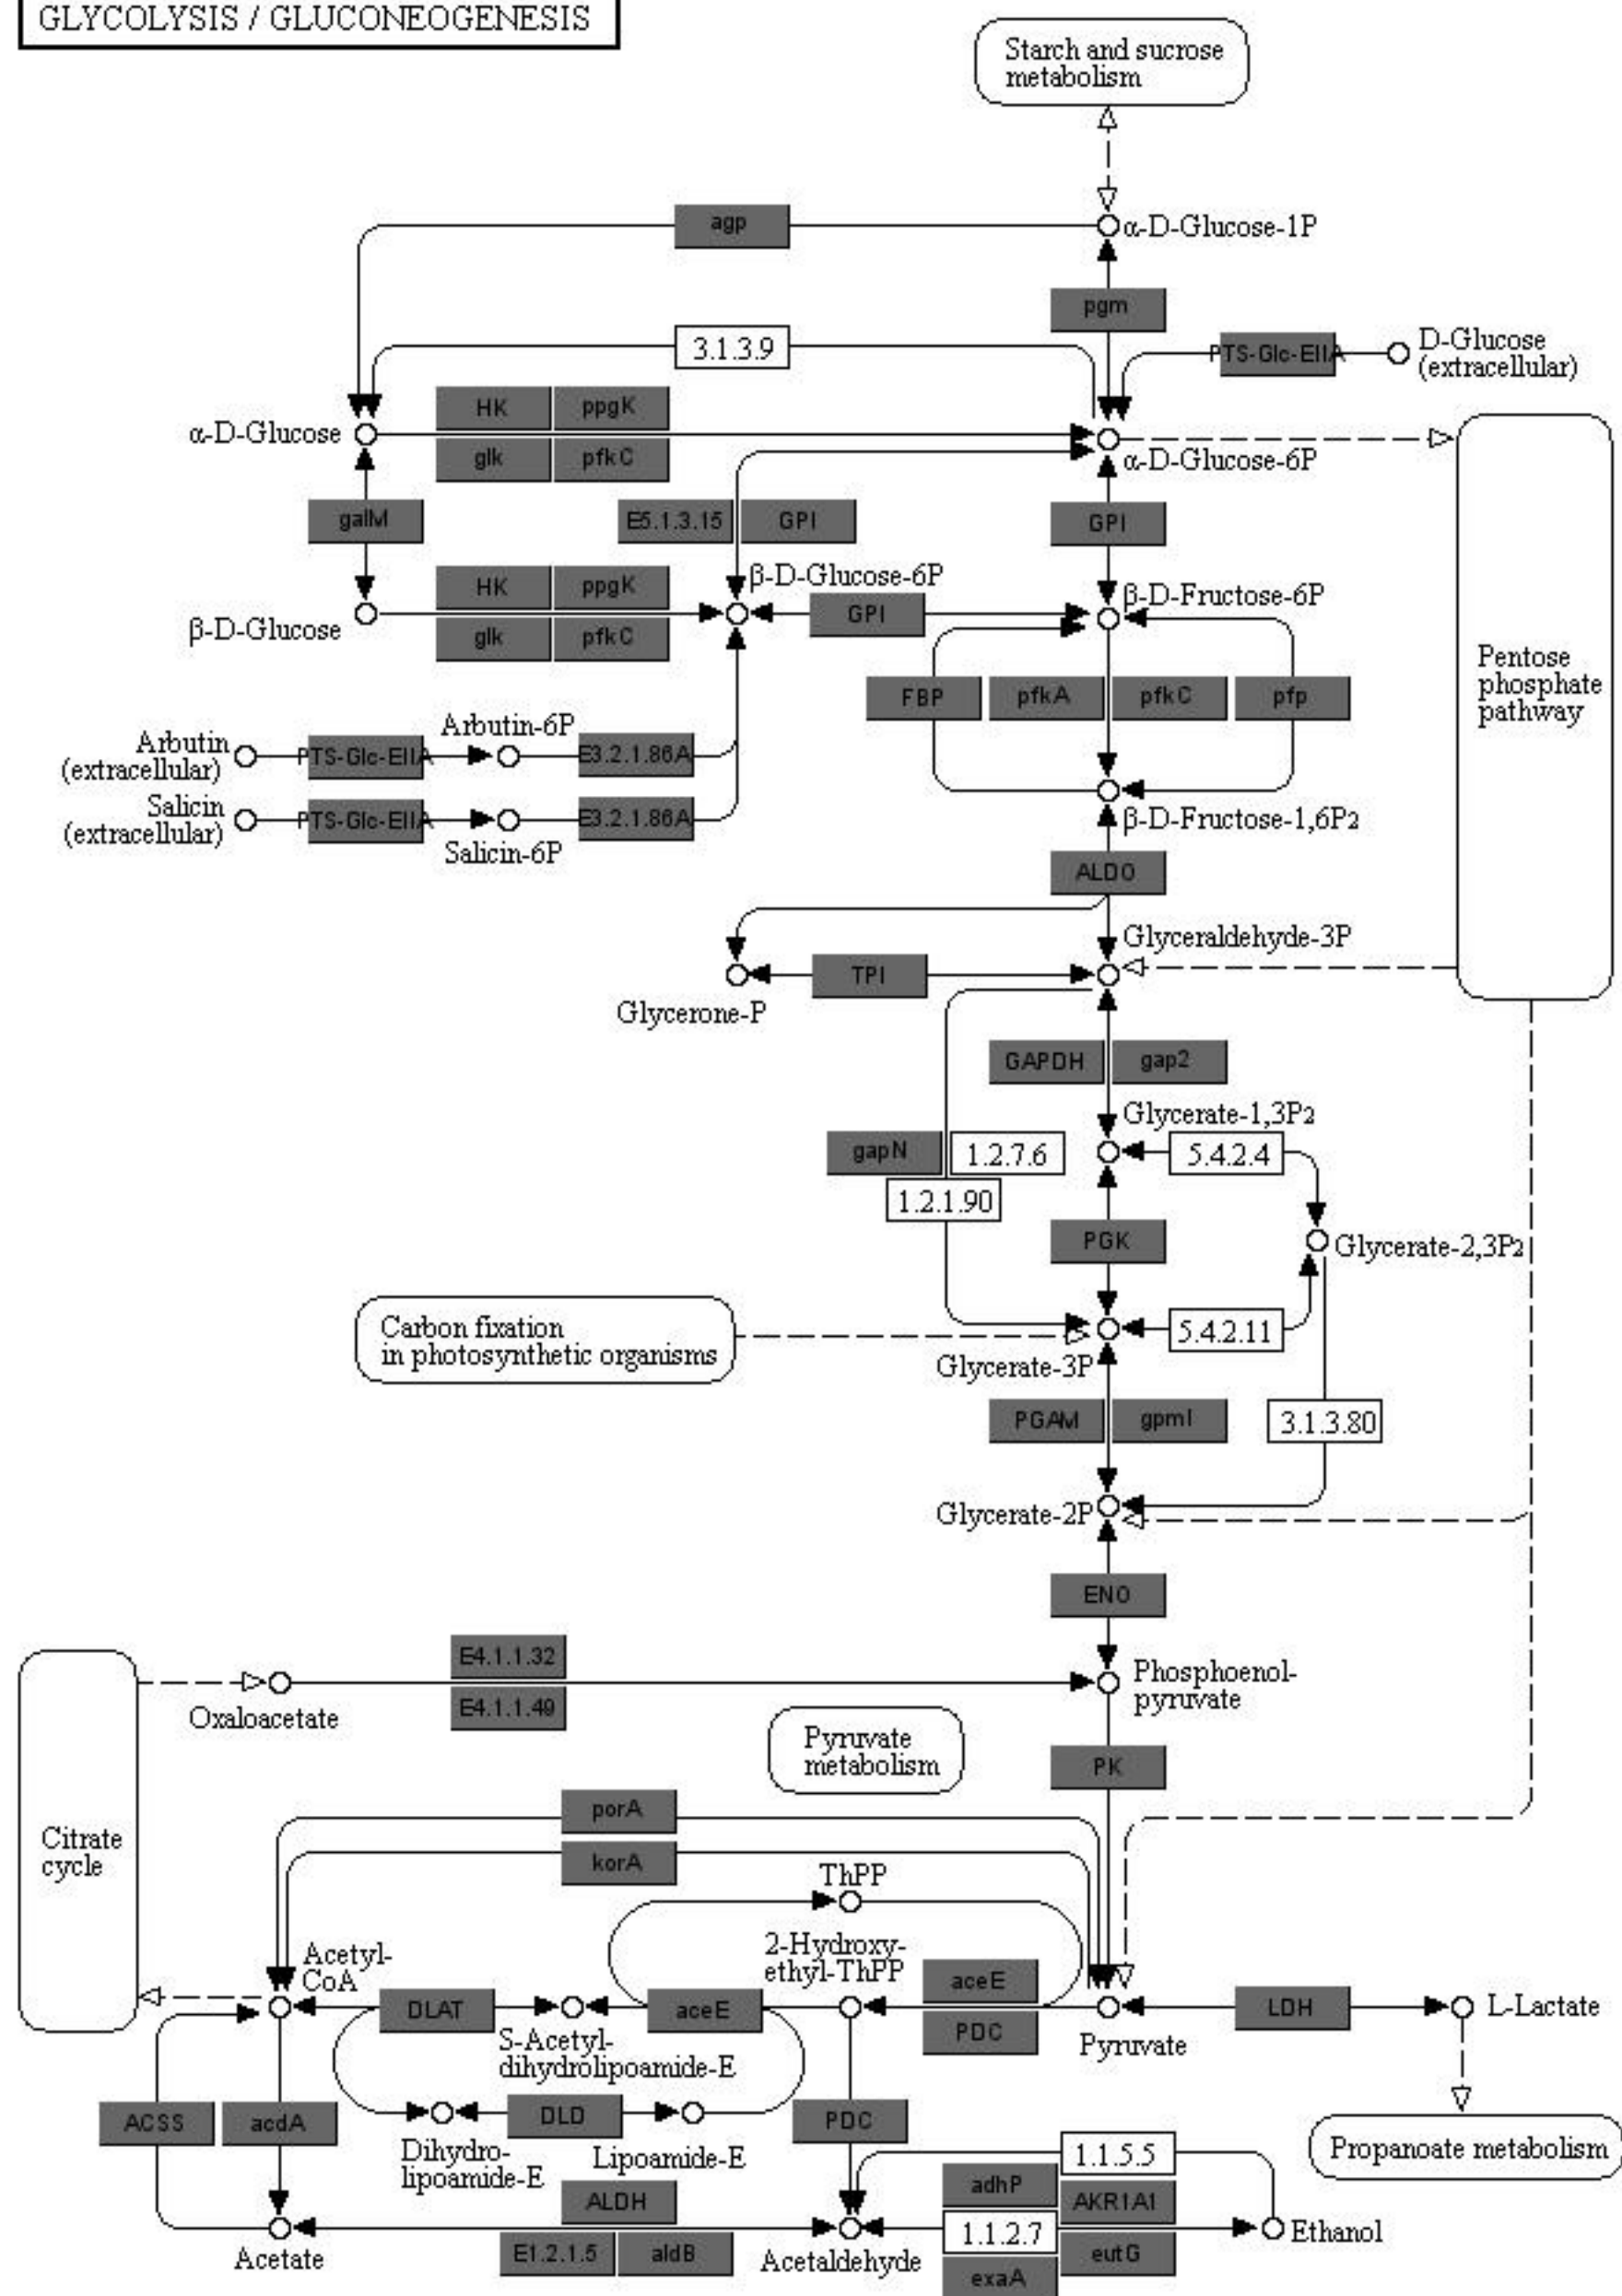 GLYCOLYSIS / GLUCONEOGENESIS
Starch and sucrose
metabolism
agp
α-D-Glucose-1P
pgm
3.1.3.9
PTS-Glc-EIIA
D-Glucose
(extracellular)
HK
ppgK
α-D-Glucose
glk
pfkC
α-D-Glucose-6P
galM
E5.1.3.15
GPI
GPI
HK
ppgK
β-D-Glucose-6P
β-D-Fructose-6P
β-D-Glucose
glk
pfkC
GPI
FBP
pfkA
pfkC
pfp
Pentose
phosphate
pathway
Arbutin
(extracellular)
PTS-Glc-EIIA
Arbutin-6P
E3.2.1.86A
Salicin
(extracellular)
PTS-Glc-EIIA
Salicin-6P
E3.2.1.86A
β-D-Fructose-1,6P2
ALDO
Glyceraldehyde-3P
TPI
Glycerone-P
GAPDH
gap2
Glycerate-1,3P2
gapN
1.2.7.6
5.4.2.4
1.2.1.90
PGK
Glycerate-2,3P2
Carbon fixation
in photosynthetic organisms
5.4.2.11
Glycerate-3P
PGAM
gpmI
3.1.3.80
Glycerate-2P
ENO
E4.1.1.32
Oxaloacetate
E4.1.1.49
Phosphoenol-
pyruvate
Pyruvate
metabolism
PK
porA
Citrate
cycle
korA
ThPP
Acetyl-
CoA
2-Hydroxy-
ethyl-ThPP
aceE
DLAT
aceE
LDH
L-Lactate
S-Acetyl-
dihydrolipoamide-E
PDC
Pyruvate
ACSS
acdA
DLD
PDC
Dihydro-
lipoamide-E
Lipoamide-E
1.1.5.5
Propanoate metabolism
ALDH
adhP
AKR1A1
Acetate
E1.2.1.5
aldB
Acetaldehyde
1.1.2.7
Ethanol
eutG
exaA